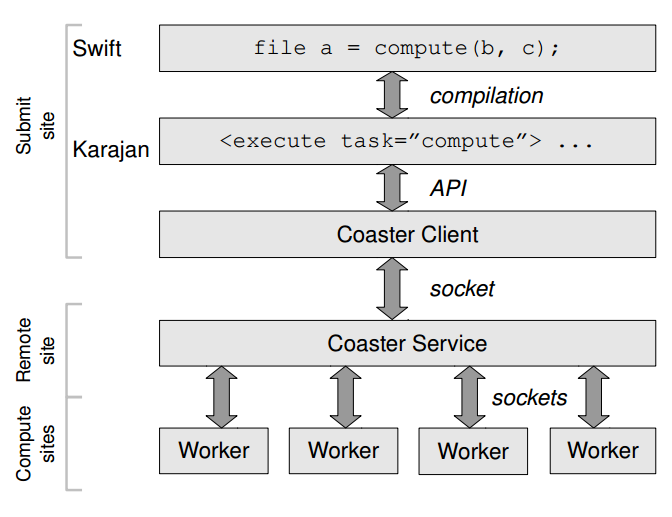 Swift
file a = compute(b, c);
compilation
Submit
site
Karajan
<execute task=”compute”> ...
API
Coaster Client
socket
Remote
site
Coaster Service
sockets
Compute
sites
Worker
Worker
Worker
Worker